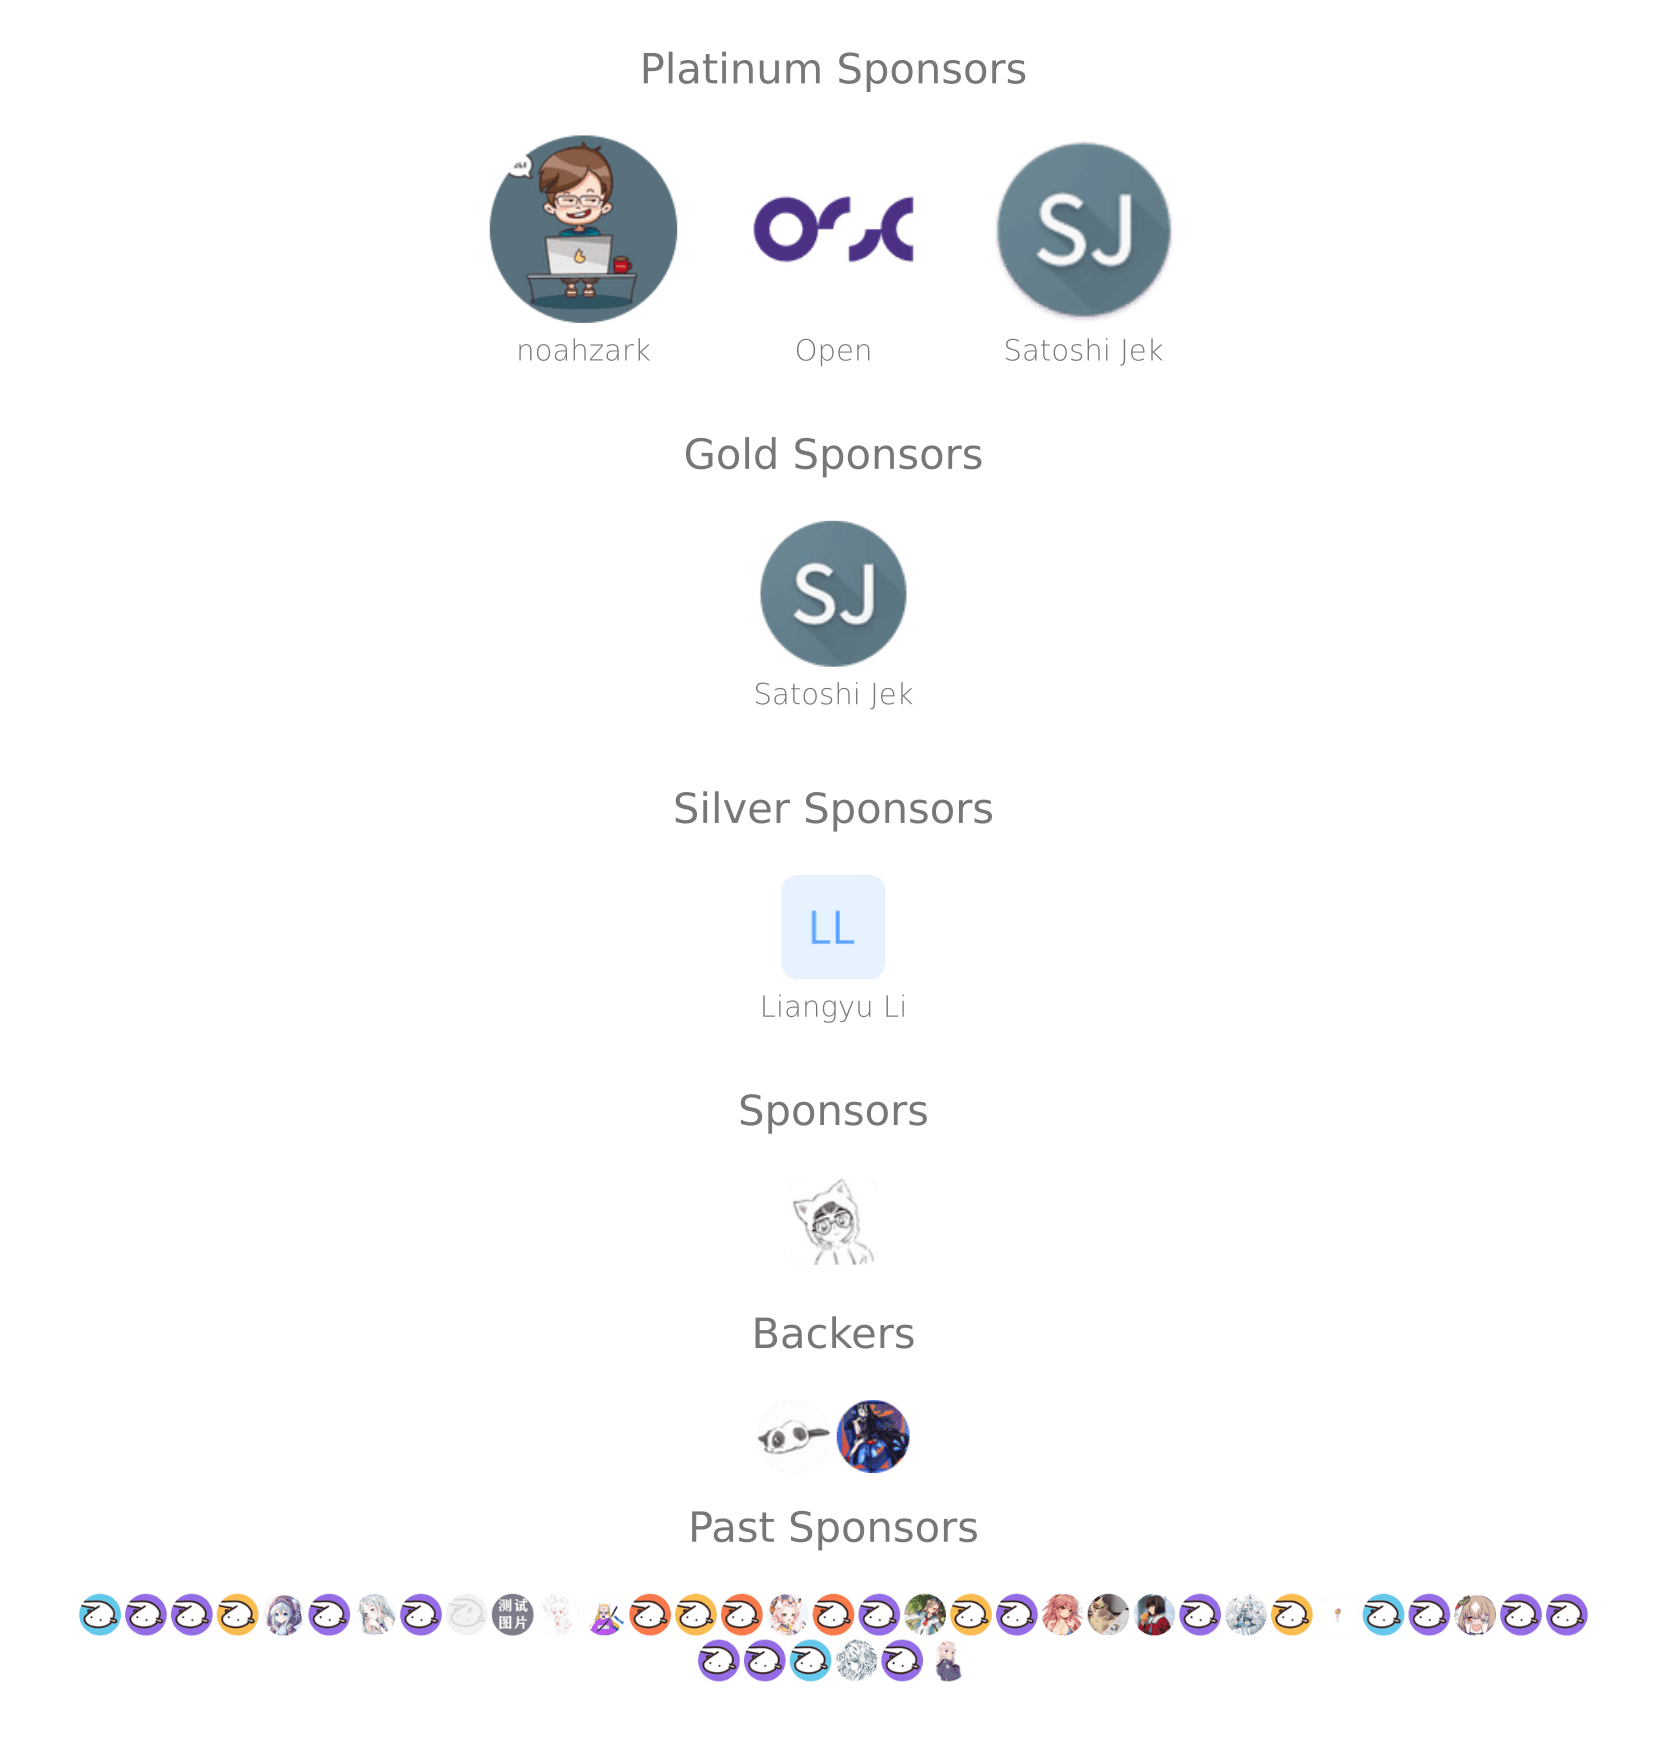 Platinum Sponsors
SJ
noahzark
Open
Satoshi Jek
Gold Sponsors
SJ
Satoshi Jek
Silver Sponsors
LL
Liangyu Li
Sponsors
Backers
Past Sponsors
测试
图片